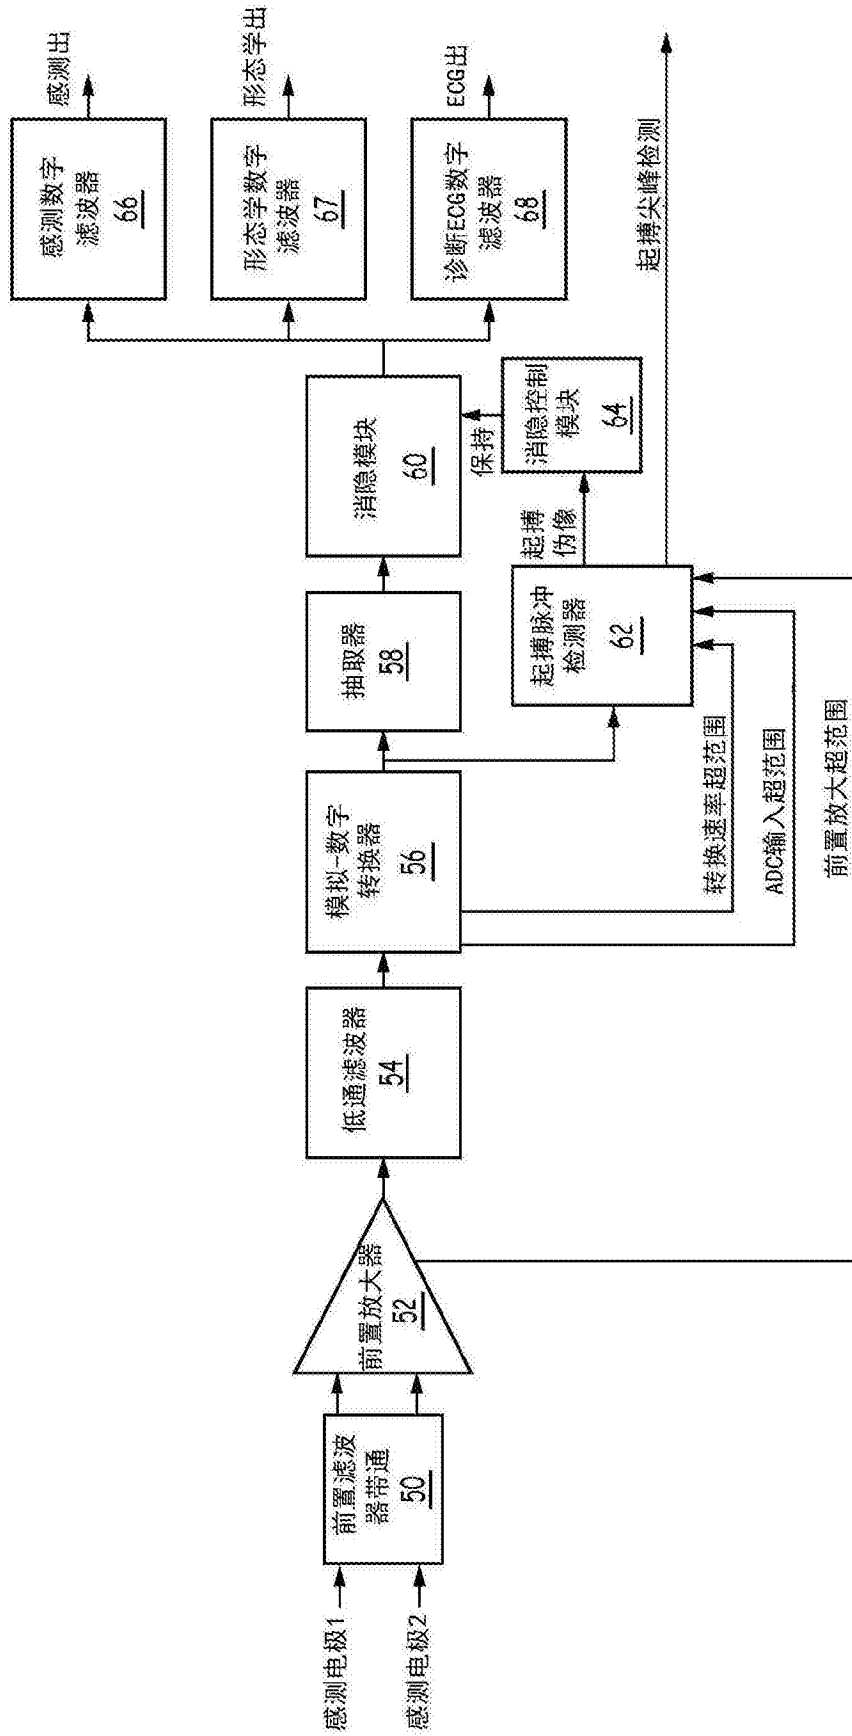 感测电极1
感测电极2
前置滤波
器带通
50
前置放大器
52
低通滤波器
54
模拟-数字
转换器
56
抽取器
58
消隐模块
60
保持
消隐控制
模块
64
起搏
伪像
起搏脉冲
检测器
62
转换速率超范围
ADC输入超范围
前置放大超范围
感测数字
滤波器
66
感测出
形态学数字
滤波器
67
形态学出
诊断ECG数字
滤波器
68
ECG出
起搏尖峰检测